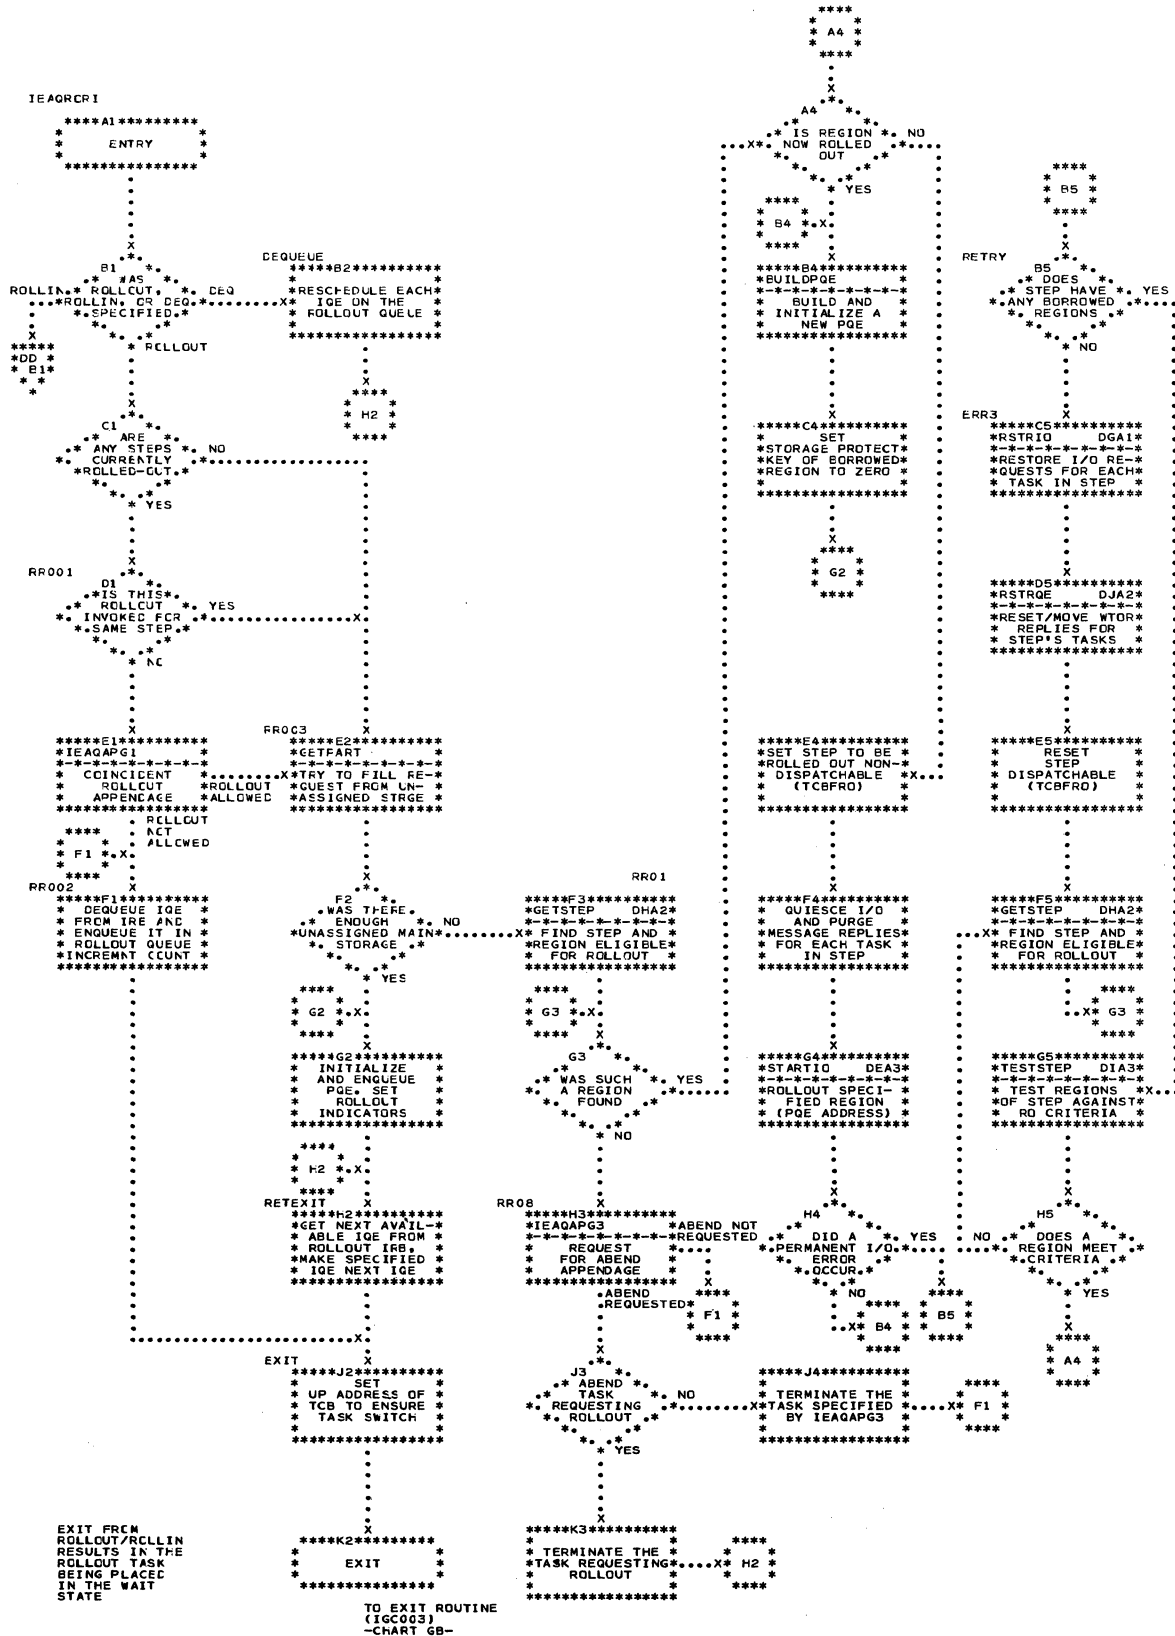 A4
IEAQRCRI
A1
ENTRY
A4
IS REGION
NOW ROLLED
OUT
NO
YES
B5
B4
DEQUEUE
RETRY
B1
WAS
ROLLOUT,
ROLLIN, OR DEQ
SPECIFIED
ROLLIN
DEQ
ROLLOUT
DD
B1
B2
RESCHEDULE EACH
IQE ON THE
ROLLOUT QUEUE
H2
B4
BUILDPQE
BUILD AND
INITIALIZE A
NEW PQE
B5
DOES
STEP HAVE
ANY BORROWED
REGIONS
YES
NO
C1
ARE
ANY STEPS
CURRENTLY
ROLLED-OUT
NO
YES
C4
SET
STORAGE PROTECT
KEY OF BORROWED
REGION TO ZERO
G2
ERR3
C5
RSTRIO DGA1
RESTORE I/O RE-
QUESTS FOR EACH
TASK IN STEP
RR001
D1
IS THIS
ROLLOUT
INVOKED FOR
SAME STEP
YES
NO
D5
RSTRQE DJA2
RESET/MOVE WTOR
REPLIES FOR
STEP'S TASKS
E1
IEAQAPG1
COINCIDENT
ROLLOUT
APPENDAGE
ROLLOUT
ALLOWED
ROLLOUT
NOT
ALLOWED
RR003
E2
GETPART
TRY TO FILL RE-
QUEST FROM UN-
ASSIGNED STRGE
E4
SET STEP TO BE
ROLLED OUT NON-
DISPATCHABLE
(TCBFRO)
E5
RESET
STEP
DISPATCHABLE
(TCBFRO)
F1
RR002
F1
DEQUEUE IQE
FROM IRB AND
ENQUEUE IT IN
ROLLOUT QUEUE
INCREMNT COUNT
F2
WAS THERE
ENOUGH
UNASSIGNED MAIN
STORAGE
NO
YES
RR01
F3
GETSTEP DHA2
FIND STEP AND
REGION ELIGIBLE
FOR ROLLOUT
F4
QUIESCE I/O
AND PURGE
MESSAGE REPLIES
FOR EACH TASK
IN STEP
F5
GETSTEP DHA2
FIND STEP AND
REGION ELIGIBLE
FOR ROLLOUT
G2
G3
G3
G2
INITIALIZE
AND ENQUEUE
PQE. SET
ROLLOUT
INDICATORS
G3
WAS SUCH
A REGION
FOUND
YES
NO
G4
STARTIO DEA3
ROLLOUT SPECI-
FIED REGION
(PQE ADDRESS)
G5
TESTSTEP DIA3
TEST REGIONS
OF STEP AGAINST
RO CRITERIA
H2
RETEXIT
H2
GET NEXT AVAIL-
ABLE IQE FROM
ROLLOUT IRB.
MAKE SPECIFIED
IQE NEXT IQE
RR08
H3
IEAQAPG3
REQUEST
FOR ABEND
APPENDAGE
ABEND NOT
REQUESTED
F1
ABEND
REQUESTED
H4
DID A
PERMANENT I/O
ERROR
OCCUR
YES
B5
NO
B4
H5
DOES A
REGION MEET
CRITERIA
NO
YES
A4
EXIT
J2
SET
UP ADDRESS OF
TCB TO ENSURE
TASK SWITCH
J3
ABEND
TASK
REQUESTING
ROLLOUT
NO
YES
J4
TERMINATE THE
TASK SPECIFIED
BY IEAQAPG3
F1
EXIT FROM
ROLLOUT/ROLLIN
RESULTS IN THE
ROLLOUT TASK
BEING PLACED
IN THE WAIT
STATE
K2
EXIT
K3
TERMINATE THE
TASK REQUESTING
ROLLOUT
H2
TO EXIT ROUTINE
(IGC003)
-CHART GB-